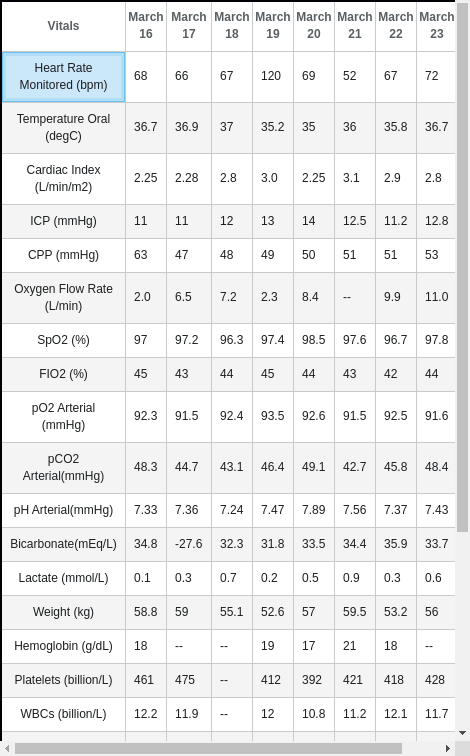 Vitals March 16 March 17 March 18 March 19 March 20 March 21 March 22 March 23
Heart Rate Monitored (bpm) 68 66 67 120 69 52 67 72
Temperature Oral (degC) 36.7 36.9 37 35.2 35 36 35.8 36.7
Cardiac Index (L/min/m2) 2.25 2.28 2.8 3.0 2.25 3.1 2.9 2.8
ICP (mmHg) 11 11 12 13 14 12.5 11.2 12.8
CPP (mmHg) 63 47 48 49 50 51 51 53
Oxygen Flow Rate (L/min) 2.0 6.5 7.2 2.3 8.4 -- 9.9 11.0
SpO2 (%) 97 97.2 96.3 97.4 98.5 97.6 96.7 97.8
FIO2 (%) 45 43 44 45 44 43 42 44
pO2 Arterial (mmHg) 92.3 91.5 92.4 93.5 92.6 91.5 92.5 91.6
pCO2 Arterial(mmHg) 48.3 44.7 43.1 46.4 49.1 42.7 45.8 48.4
pH Arterial(mmHg) 7.33 7.36 7.24 7.47 7.89 7.56 7.37 7.43
Bicarbonate(mEq/L) 34.8 -27.6 32.3 31.8 33.5 34.4 35.9 33.7
Lactate (mmol/L) 0.1 0.3 0.7 0.2 0.5 0.9 0.3 0.6
Weight (kg) 58.8 59 55.1 52.6 57 59.5 53.2 56
Hemoglobin (g/dL) 18 -- -- 19 17 21 18 --
Platelets (billion/L) 461 475 -- 412 392 421 418 428
WBCs (billion/L) 12.2 11.9 -- 12 10.8 11.2 12.1 11.7